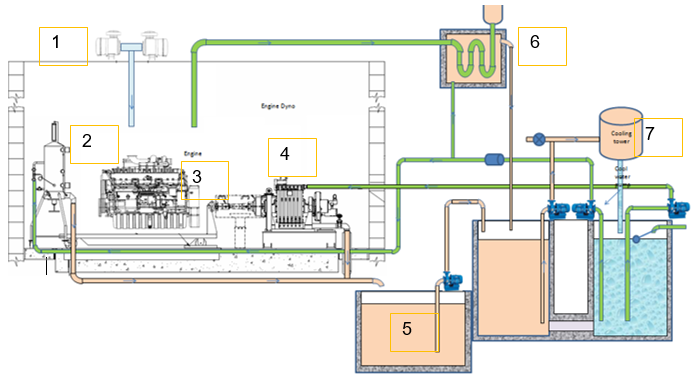 1
6
Engine Dyno
Cooling
tower
7
2
4
Engine
3
Cool
water
5